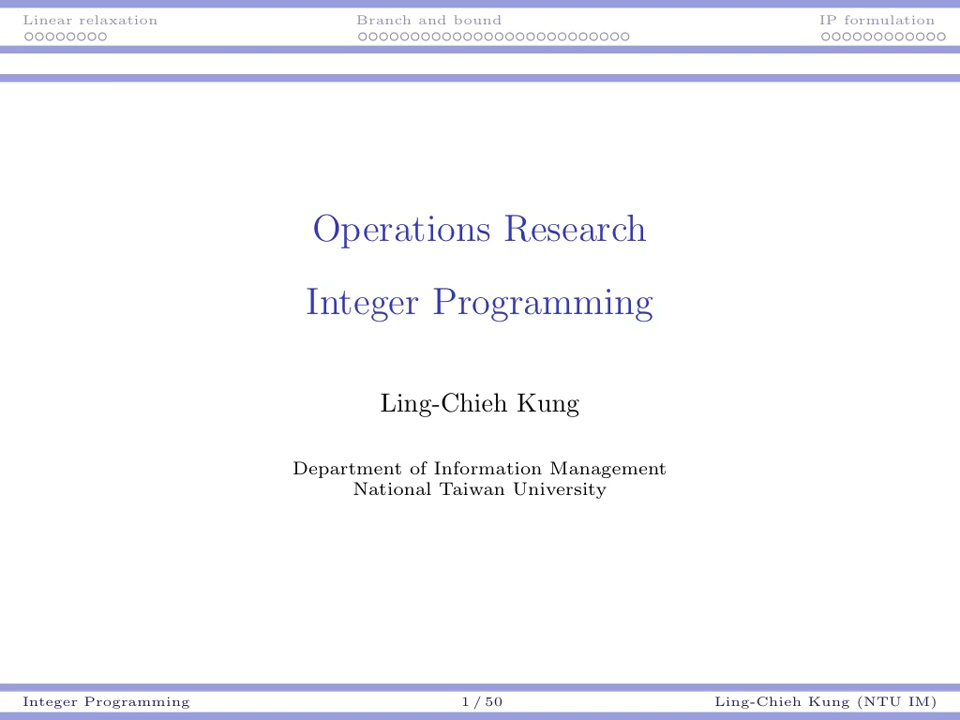 Linear relaxation Branch and bound IP formulation
Operations Research
Integer Programming
Ling-Chieh Kung
Department of Information Management
National Taiwan University
Integer Programming 1 / 50 Ling-Chieh Kung (NTU IM)